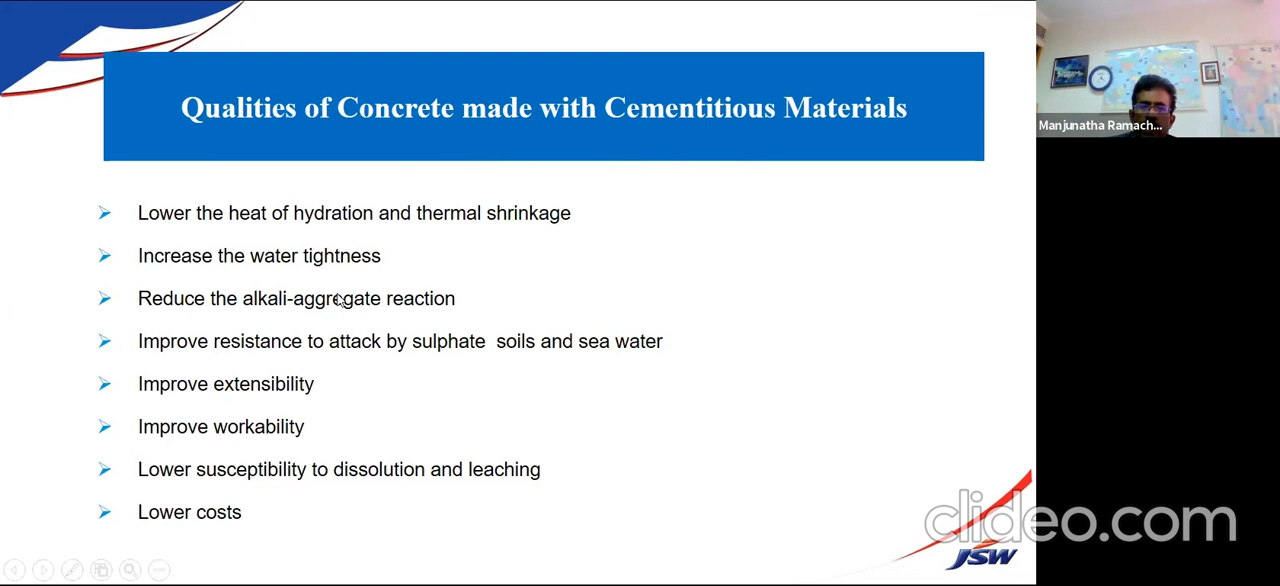 Qualities of Concrete made with Cementitious Materials
Lower the heat of hydration and thermal shrinkage
Increase the water tightness
Reduce the alkali-aggregate reaction
Improve resistance to attack by sulphate soils and sea water
Improve extensibility
Improve workability
Lower susceptibility to dissolution and leaching
Lower costs
Manjunatha Ramach...
clideo.com
JSW